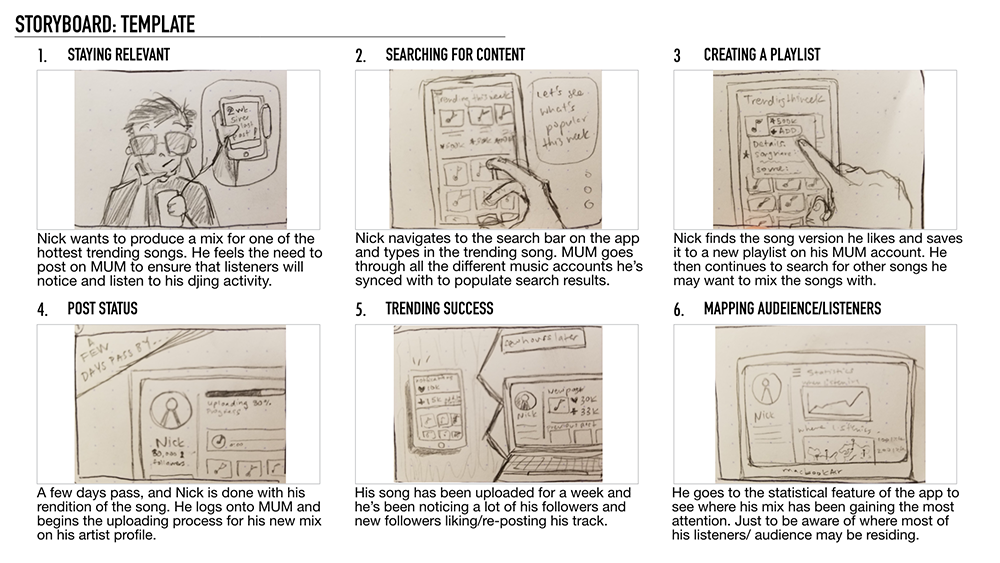 STORYBOARD: TEMPLATE
1. STAYING RELEVANT
2 wk
since
last
post!
Nick wants to produce a mix for one of the
hottest trending songs. He feels the need to
post on MUM to ensure that listeners will
notice and listen to his djing activity.
2. SEARCHING FOR CONTENT
Trending this week
Let's see
what's
popular
this week
Nick navigates to the search bar on the app
and types in the trending song. MUM goes
through all the different music accounts he's
synced with to populate search results.
3 CREATING A PLAYLIST
Trending this week
+ ADD
Details:
Nick finds the song version he likes and saves
it to a new playlist on his MUM account. He
then continues to search for other songs he
may want to mix the songs with.
4. POST STATUS
A
FEW
DAYS PASS BY...
Uploading 80%
Progress
Nick
80,000
followers
A few days pass, and Nick is done with his
rendition of the song. He logs onto MUM and
begins the uploading process for his new mix
on his artist profile.
5. TRENDING SUCCESS
hours later
Nick
30K
+ 33K
His song has been uploaded for a week and
he's been noticing a lot of his followers and
new followers liking/re-posting his track.
6. MAPPING AUDEIENCE/LISTENERS
Nick
macbook Air
He goes to the statistical feature of the app to
see where his mix has been gaining the most
attention. Just to be aware of where most of
his listeners/ audience may be residing.